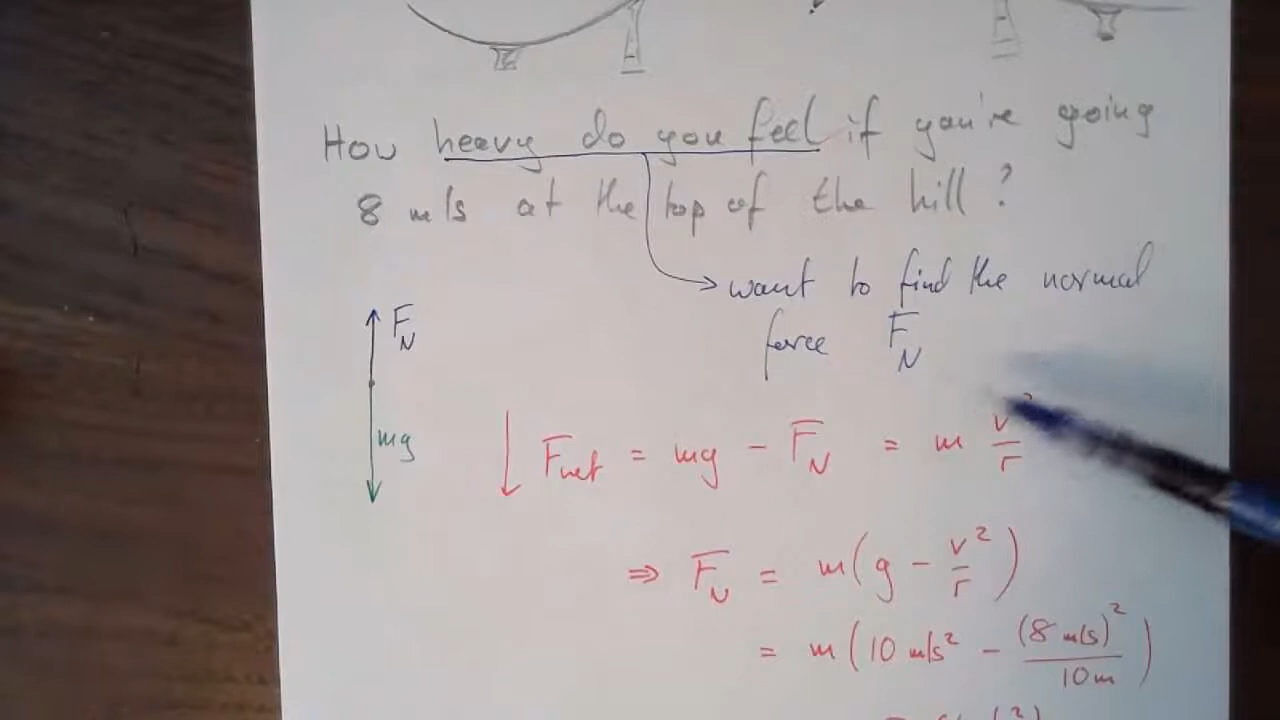 How heavy do you feel if you're going
8 m/s at the top of the hill?
want to find the normal
force F_N
F_N
mg
F_net = mg - F_N = m v²/r
⇒ F_N = m(g - v²/r)
= m(10 m/s² - (8 m/s)²/10m)